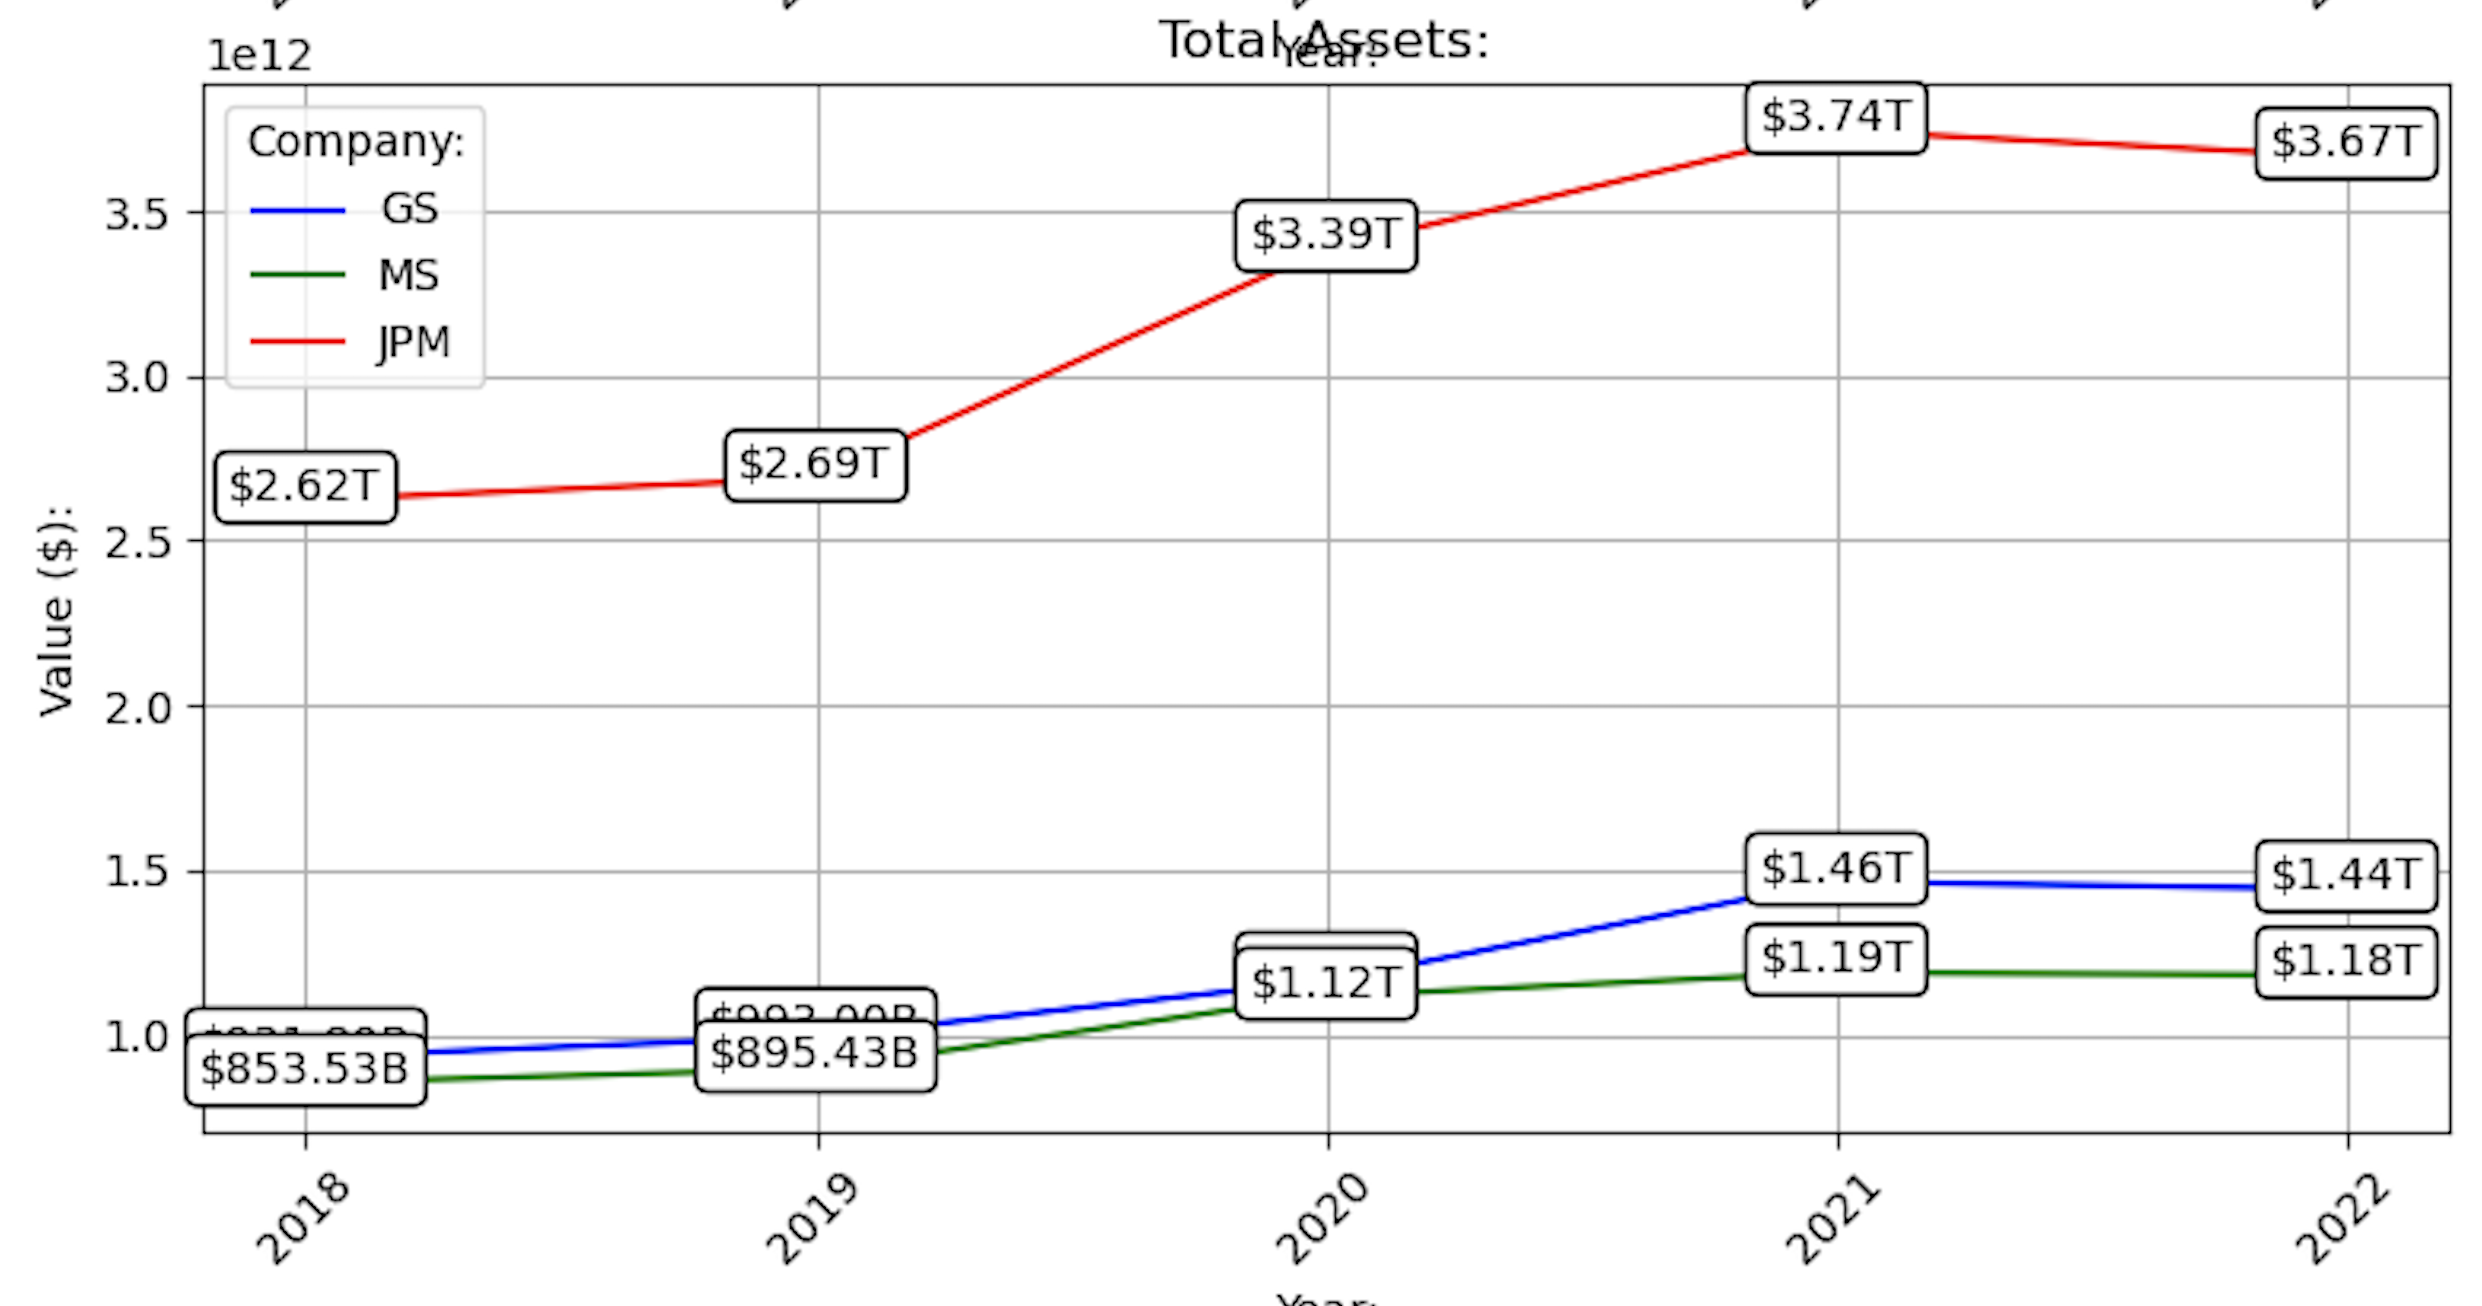 Total Assets:
Year:
1e12
Company:
GS
MS
JPM
Value ($):
3.5
3.0
2.5
2.0
1.5
1.0
$2.62T
$2.69T
$3.39T
$3.74T
$3.67T
$1.46T
$1.44T
$1.12T
$1.19T
$1.18T
$853.53B
$895.43B
2018
2019
2020
2021
2022
Year: